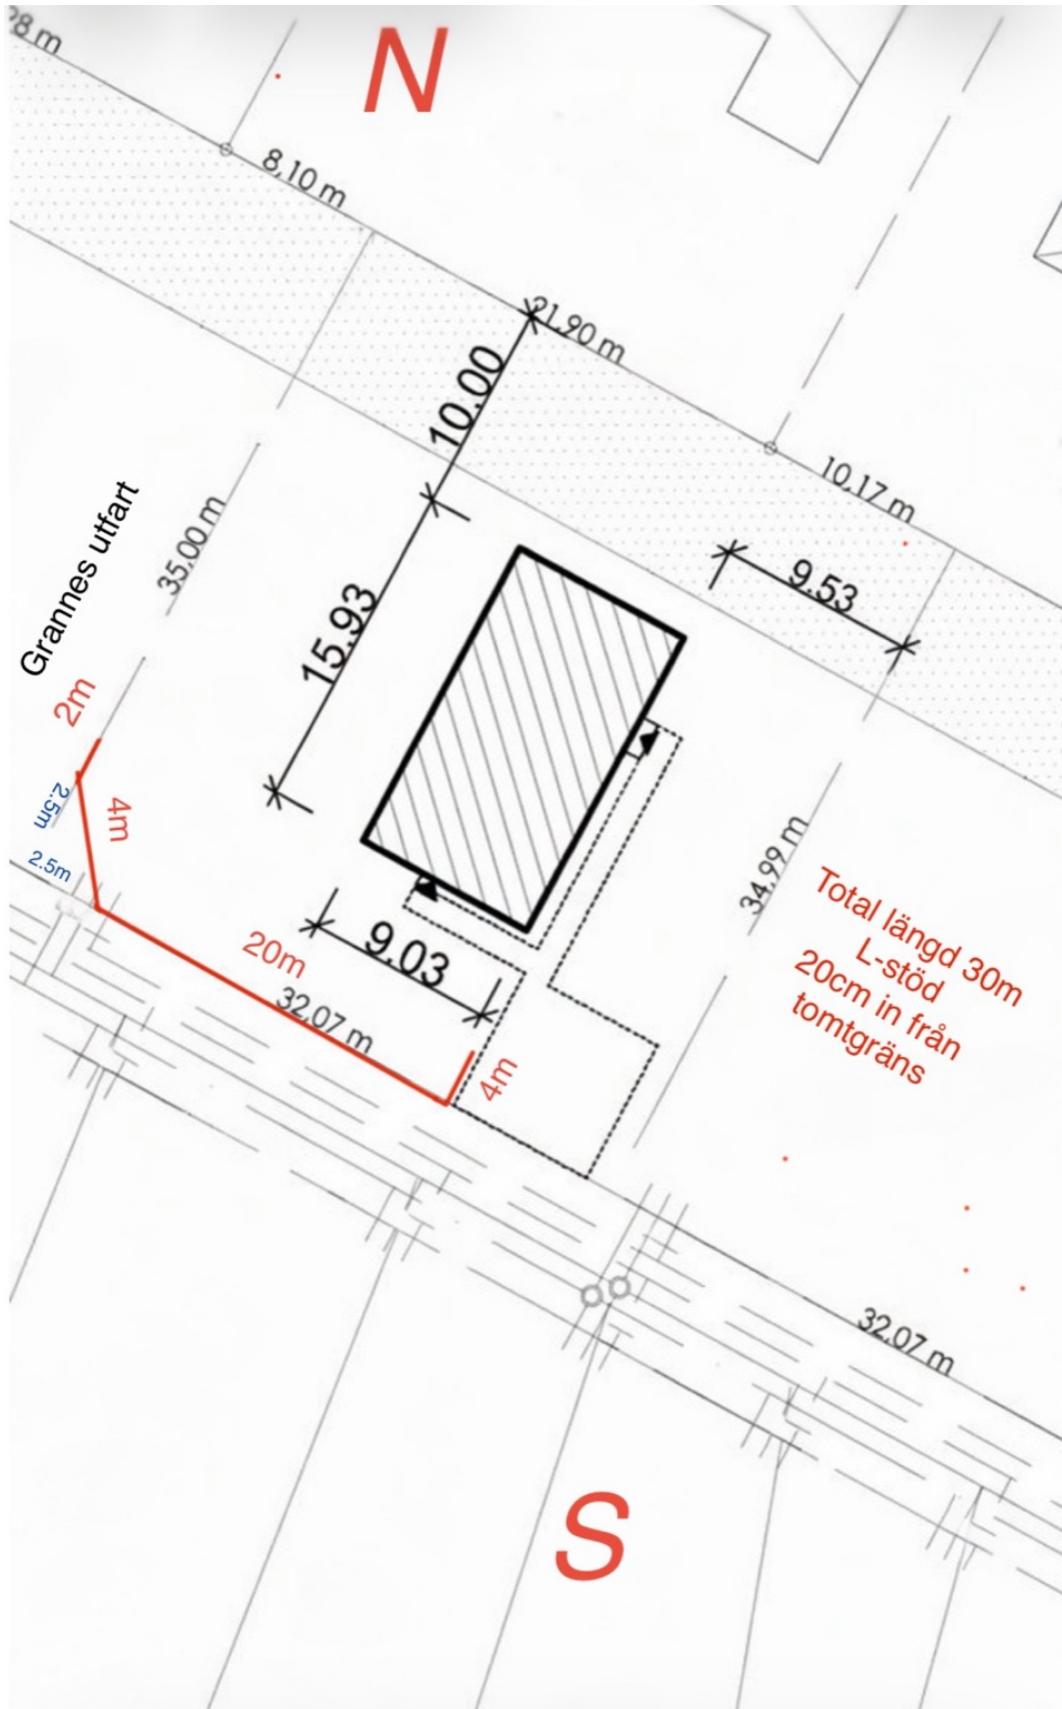 98 m
N
8,10 m
21,90 m
10.00
10,17 m
9.53
Grannes utfart
35,00 m
15.93
2m
2.5m
4m
2.5m
34,99 m
Total längd 30m
L-stöd
20cm in från
tomtgräns
20m
9.03
32,07 m
4m
32,07 m
S